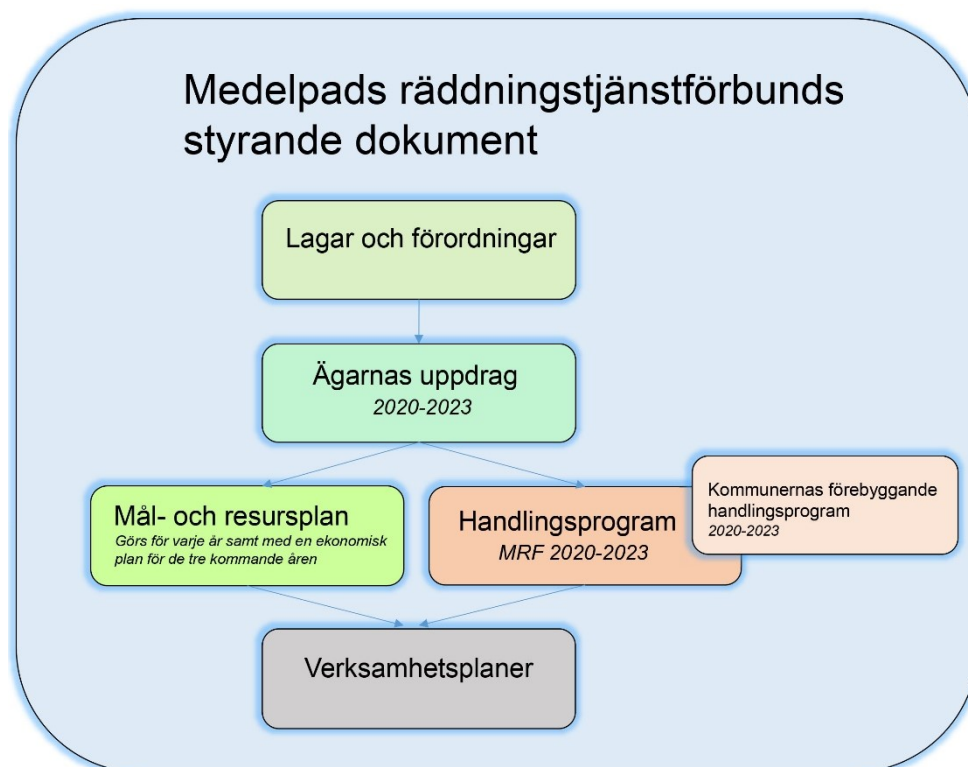 Medelpads räddningstjänstförbunds
styrande dokument
Lagar och förordningar
Ägarnas uppdrag
2020-2023
Mål- och resursplan
Görs för varje år samt med en ekonomisk
plan för de tre kommande åren
Handlingsprogram
MRF 2020-2023
Kommunernas förebyggande
handlingsprogram
2020-2023
Verksamhetsplaner